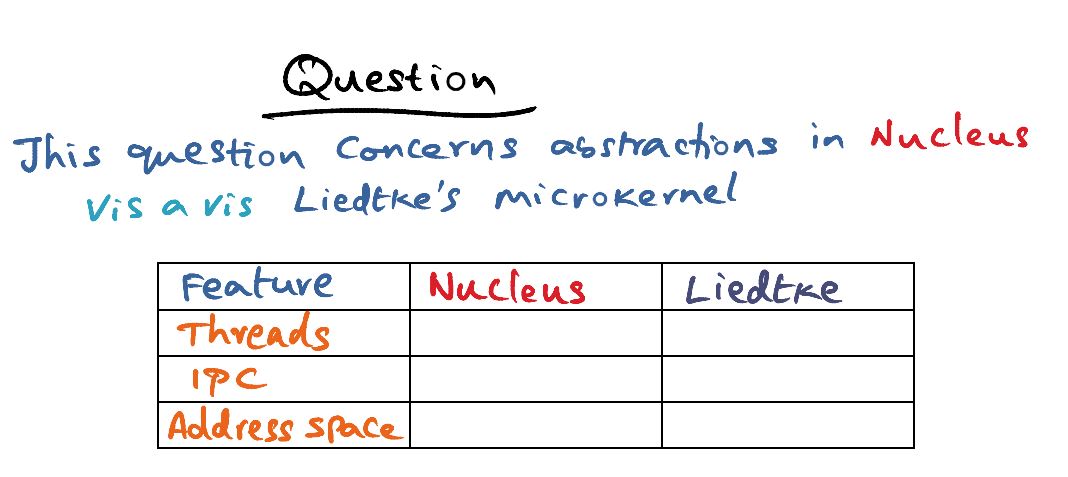 Question
This question concerns abstractions in Nucleus
Vis a vis Liedtke's microkernel
Feature Nucleus Liedtke
Threads
IPC
Address space